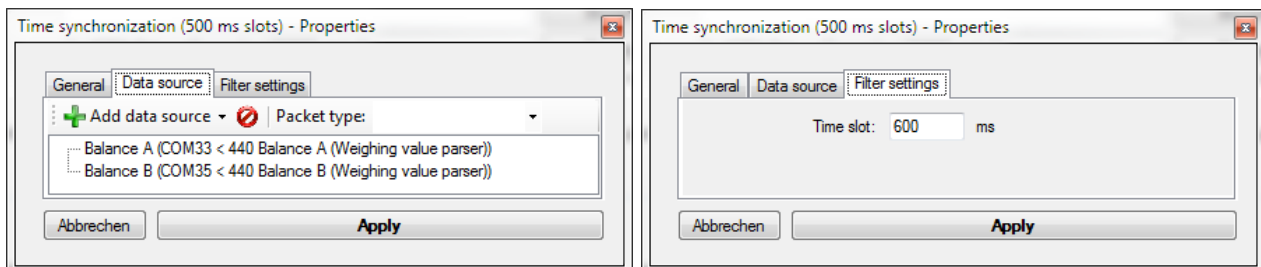 Time synchronization (500 ms slots) - Properties
General Data source Filter settings
Add data source Packet type:
Balance A (COM33 < 440 Balance A (Weighing value parser))
Balance B (COM35 < 440 Balance B (Weighing value parser))
Abbrechen Apply
Time synchronization (500 ms slots) - Properties
General Data source Filter settings
Time slot: 600 ms
Abbrechen Apply